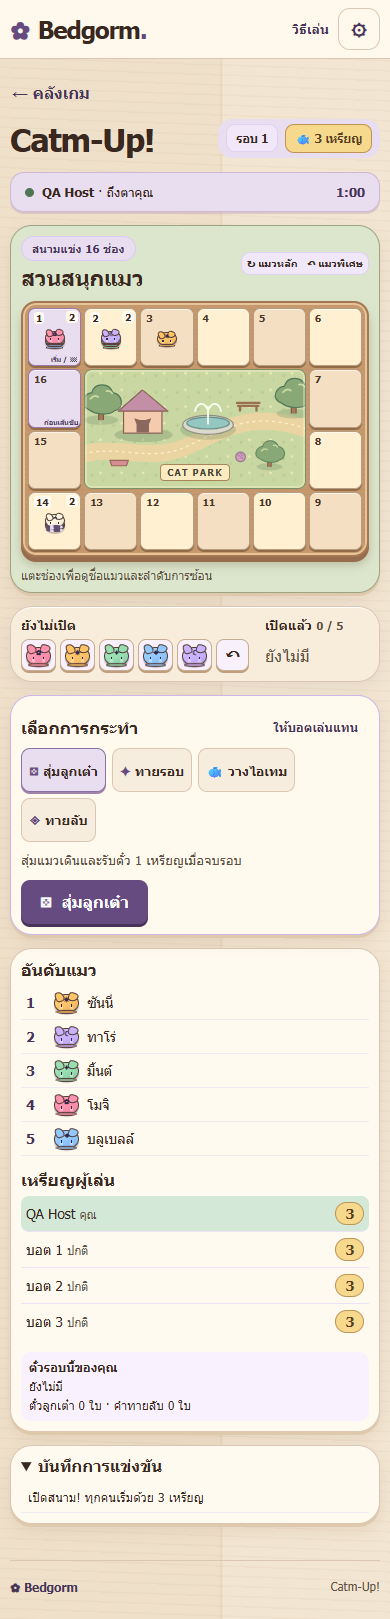 Bedgorm.
วิธีเล่น
← คลังเกม
Catm-Up!
รอบ 1
3 เหรียญ
QA Host · ถึงตาคุณ
1:00
สนามแข่ง 16 ช่อง
สวนสนุกแมว
↻ แมวหลัก ↶ แมวพิเศษ
1 2
2 2
3
4
5
6
เริ่ม /
16
7
ก่อนเส้นชัย
15
8
CAT PARK
14 2
13
12
11
10
9
แตะช่องเพื่อดูชื่อแมวและลำดับการซ้อน
ยังไม่เปิด
เปิดแล้ว 0 / 5
ยังไม่มี
เลือกการกระทำ
ให้บอตเล่นแทน
สุ่มลูกเต๋า
ทายรอบ
วางไอเทม
ทายลับ
สุ่มแมวเดินและรับตั๋ว 1 เหรียญเมื่อจบรอบ
สุ่มลูกเต๋า
อันดับแมว
1 ซันนี่
2 ทาโร่
3 มิ้นต์
4 โมจิ
5 บลูเบลล์
เหรียญผู้เล่น
QA Host คุณ 3
บอต 1 ปกติ 3
บอต 2 ปกติ 3
บอต 3 ปกติ 3
ตั๋วรอบนี้ของคุณ
ยังไม่มี
ตั๋วลูกเต๋า 0 ใบ · คำทายลับ 0 ใบ
▼ บันทึกการแข่งขัน
เปิดสนาม! ทุกคนเริ่มด้วย 3 เหรียญ
Bedgorm
Catm-Up!